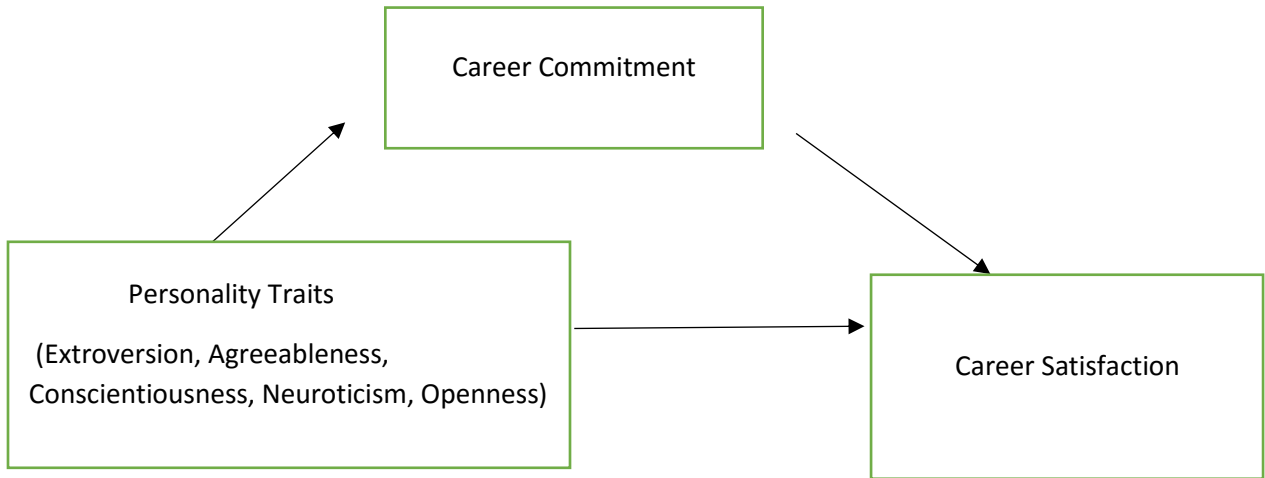 Career Commitment
Personality Traits
(Extroversion, Agreeableness,
Conscientiousness, Neuroticism, Openness)
Career Satisfaction